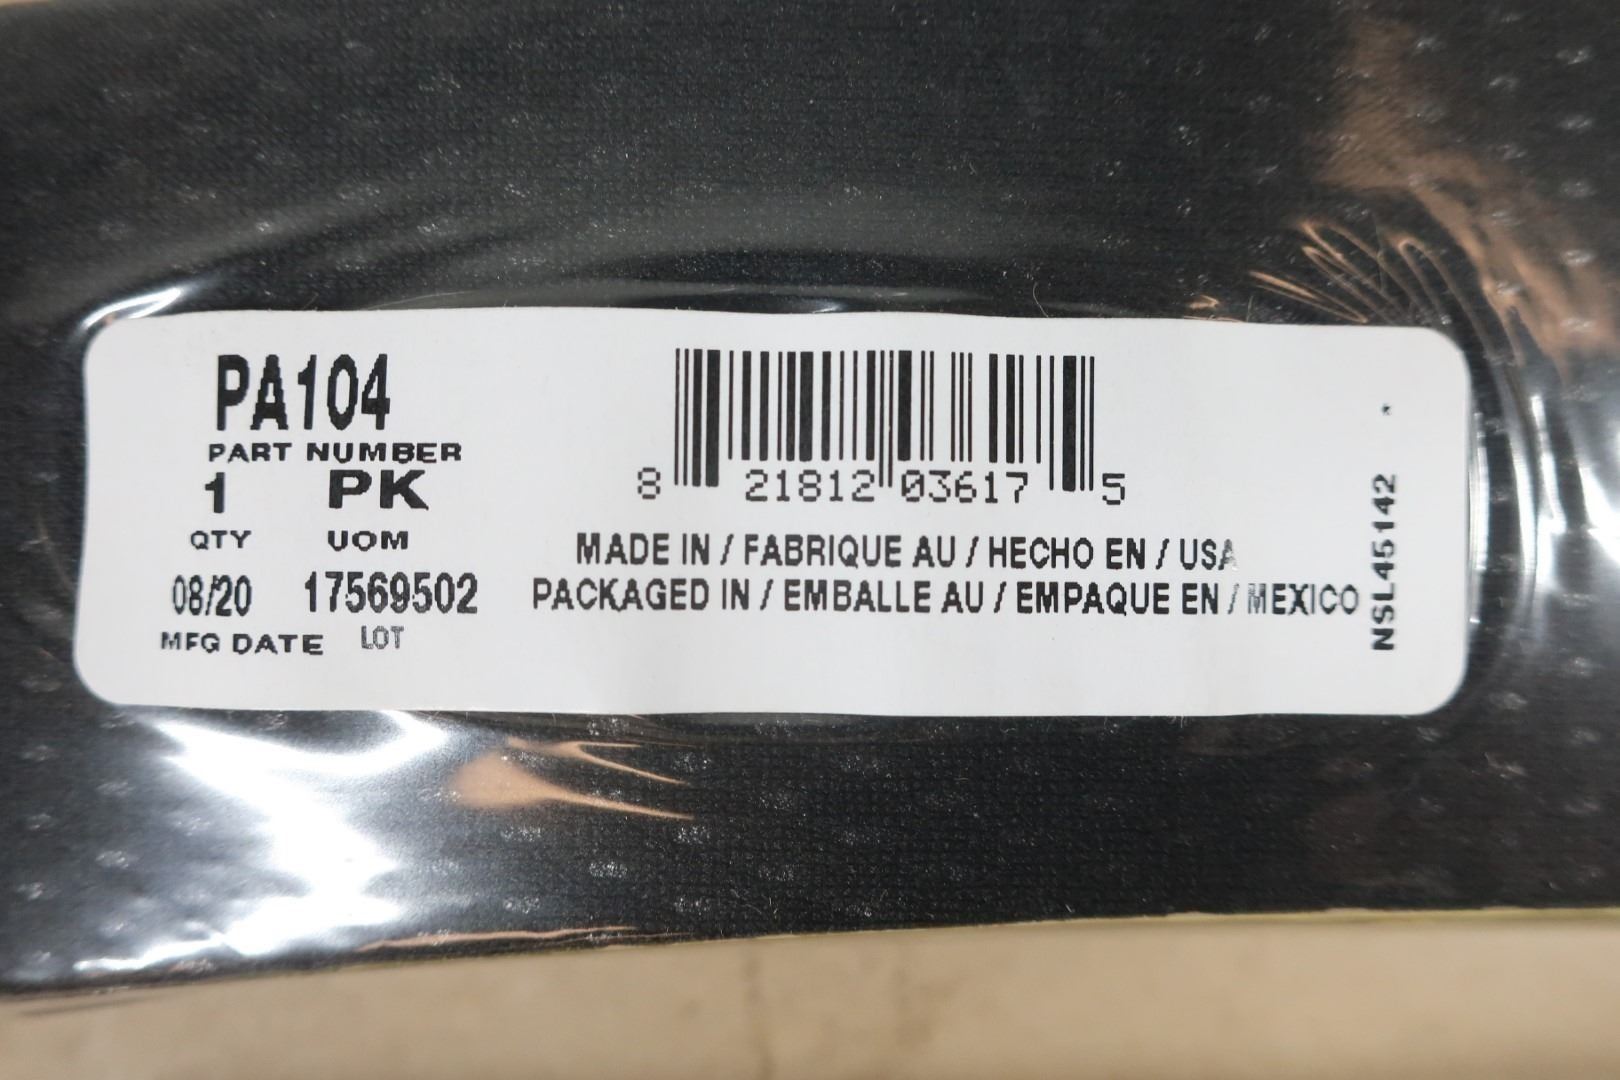 PA104
PART NUMBER
1 PK
QTY UOM
08/20 17569502
MFG DATE LOT
8 21812 03617 5
MADE IN / FABRIQUE AU / HECHO EN / USA
PACKAGED IN / EMBALLE AU / EMPAQUE EN / MEXICO
NSL45142 *